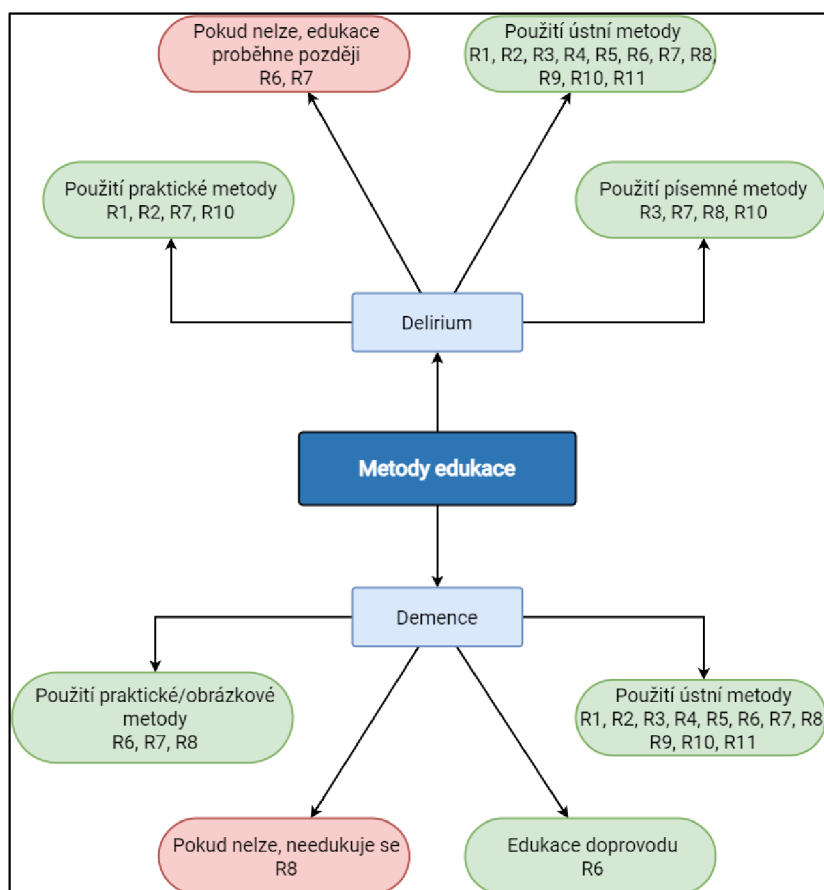 Pokud nelze, edukace
proběhne později
R6, R7
Použití ústní metody
R1, R2, R3, R4, R5, R6, R7, R8,
R9, R10, R11
Použití praktické metody
R1, R2, R7, R10
Použití písemné metody
R3, R7, R8, R10
Delirium
Metody edukace
Demence
Použití praktické/obrázkové
metody
R6, R7, R8
Použití ústní metody
R1, R2, R3, R4, R5, R6, R7, R8
R9, R10, R11
Pokud nelze, needukuje se
R8
Edukace doprovodu
R6